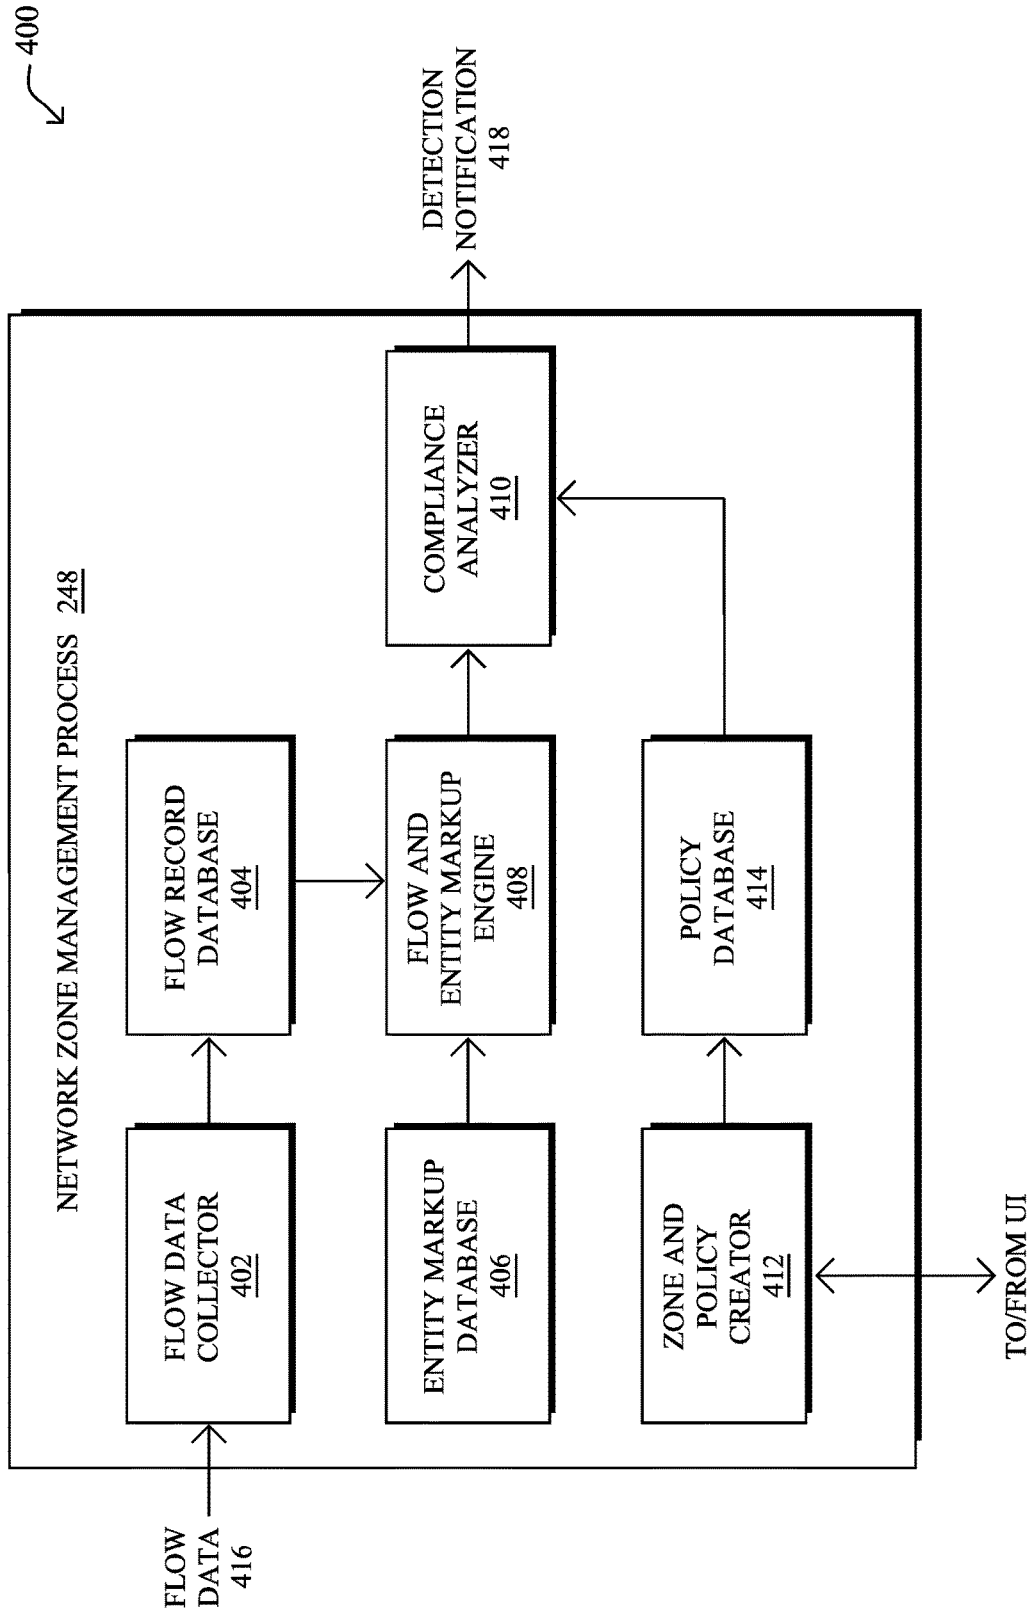 400
NETWORK ZONE MANAGEMENT PROCESS 248
FLOW
DATA
416
FLOW DATA
COLLECTOR
402
FLOW RECORD
DATABASE
404
ENTITY MARKUP
DATABASE
406
FLOW AND
ENTITY MARKUP
ENGINE
408
COMPLIANCE
ANALYZER
410
DETECTION
NOTIFICATION
418
ZONE AND
POLICY
CREATOR
412
POLICY
DATABASE
414
TO/FROM UI